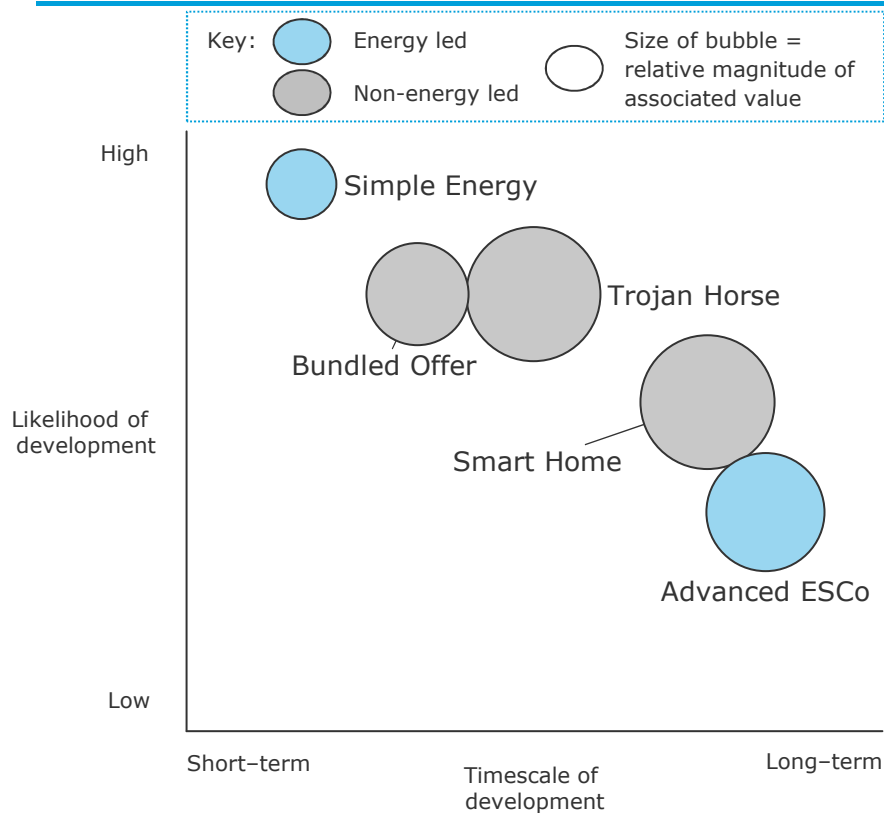 Key:
Energy led
Non-energy led
Size of bubble =
relative magnitude of
associated value
High
Simple Energy
Trojan Horse
Bundled Offer
Likelihood of
development
Smart Home
Advanced ESCo
Low
Short–term
Timescale of
development
Long–term